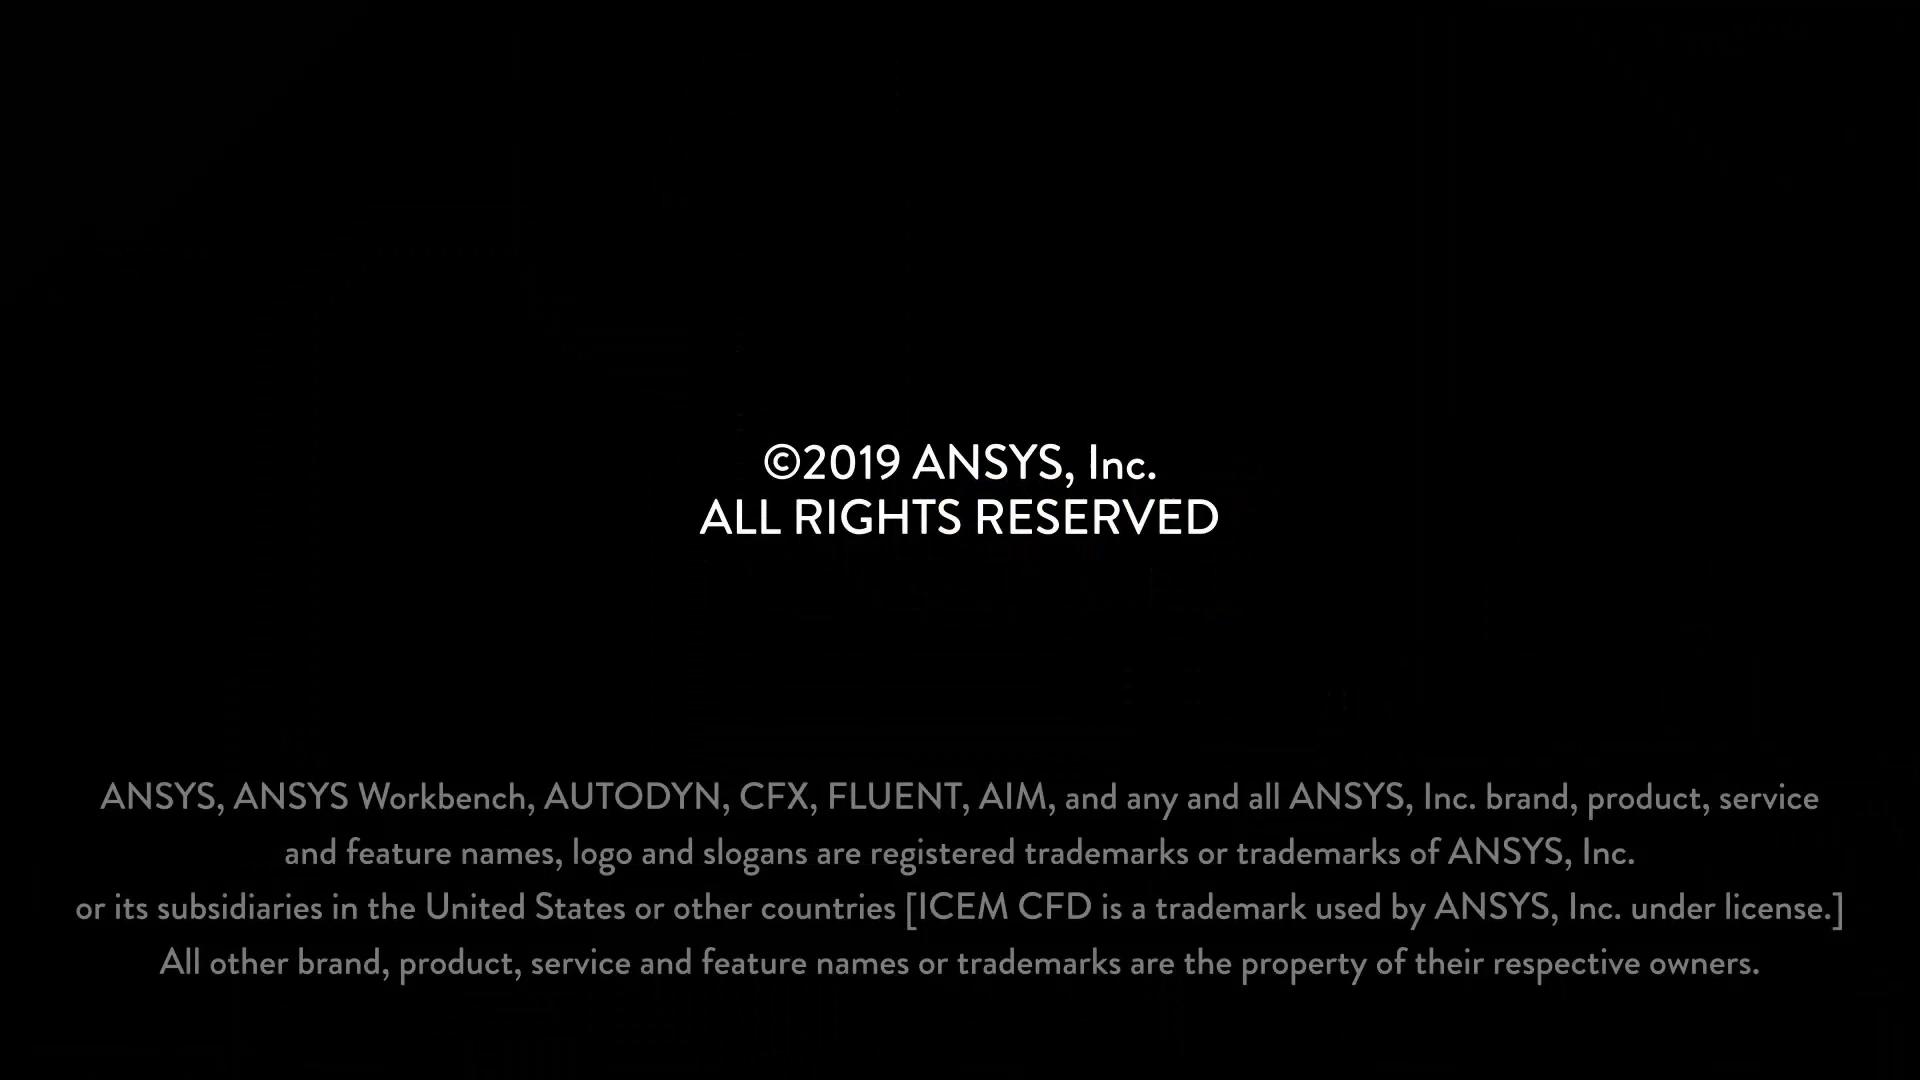 ©2019 ANSYS, Inc.
ALL RIGHTS RESERVED
ANSYS, ANSYS Workbench, AUTODYN, CFX, FLUENT, AIM, and any and all ANSYS, Inc. brand, product, service
and feature names, logo and slogans are registered trademarks or trademarks of ANSYS, Inc.
or its subsidiaries in the United States or other countries [ICEM CFD is a trademark used by ANSYS, Inc. under license.]
All other brand, product, service and feature names or trademarks are the property of their respective owners.